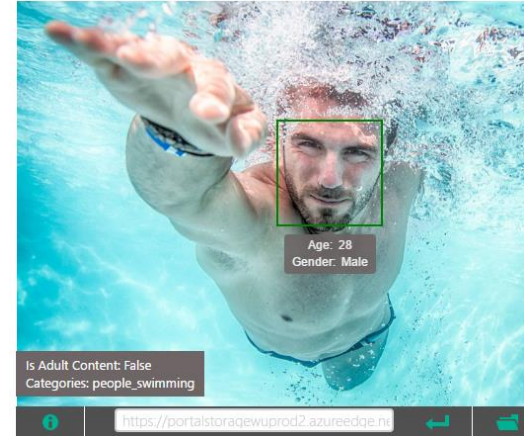 Age: 28
Gender: Male
Is Adult Content: False
Categories: people_swimming
https://portalstoragewuprod2.azureedge.ne